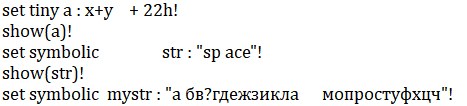 set tiny a : x+y    + 22h!
show(a)!
set symbolic             str : "sp ace"!
show(str)!
set symbolic  mystr : "а бв?гдежзикла      мопростуфхцч"!